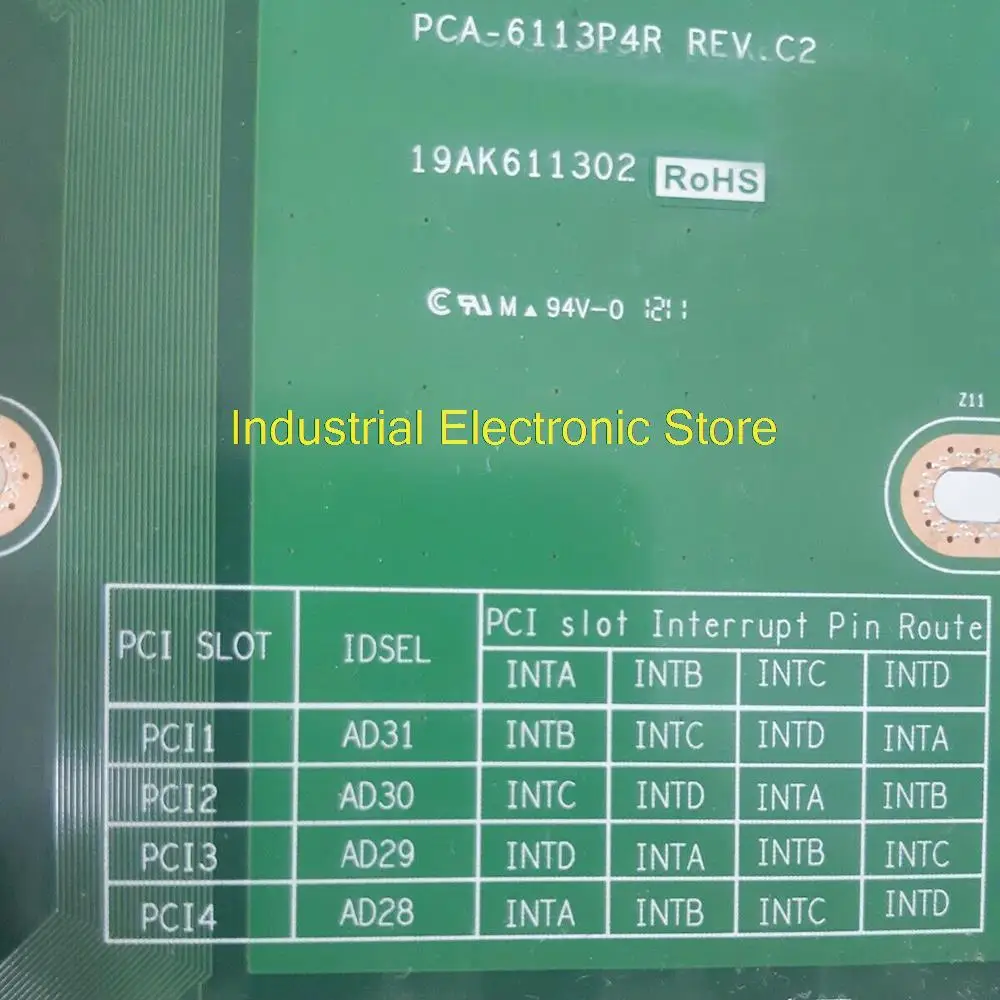 PCA-6113P4R REV.C2
19AK611302 RoHS
M▲ 94V-0 1211
Industrial Electronic Store
Z11
PCI SLOT IDSEL PCI slot Interrupt Pin Route
INTA INTB INTC INTD
PCI1 AD31 INTB INTC INTD INTA
PCI2 AD30 INTC INTD INTA INTB
PCI3 AD29 INTD INTA INTB INTC
PCI4 AD28 INTA INTB INTC INTD